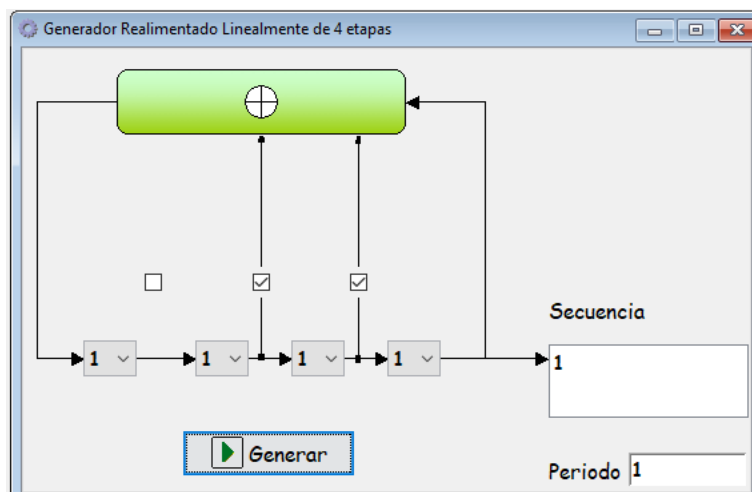 Generador Realimentado Linealmente de 4 etapas
Secuencia
1 1 1 1
1
Generar
Periodo 1